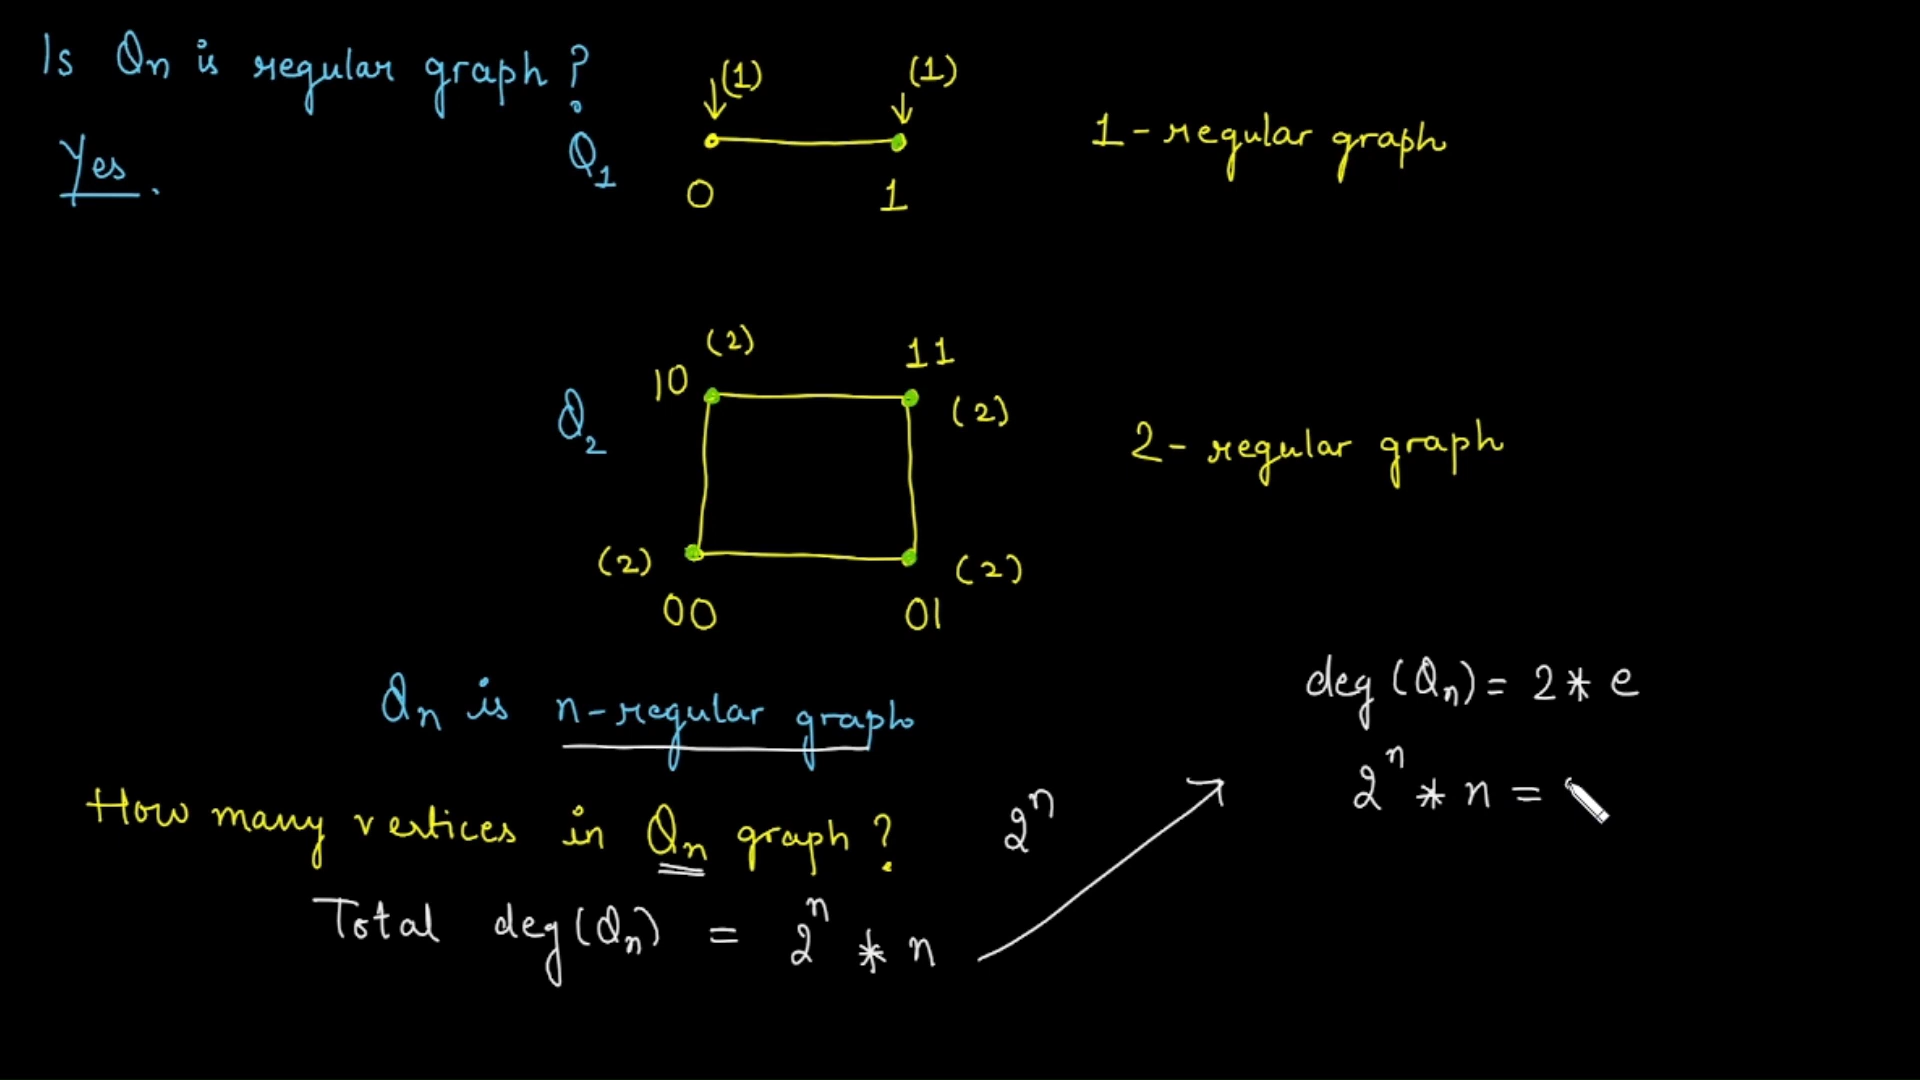 Is Qn is regular graph?
Yes.
Q1
(1)
(1)
0
1
1-regular graph
Q2
(2)
10
11
(2)
2-regular graph
(2)
00
01
(2)
Qn is n-regular graph
deg(Qn) = 2 * e
2^n * n =
How many vertices in Qn graph?
2^n
Total deg(Qn) = 2^n * n